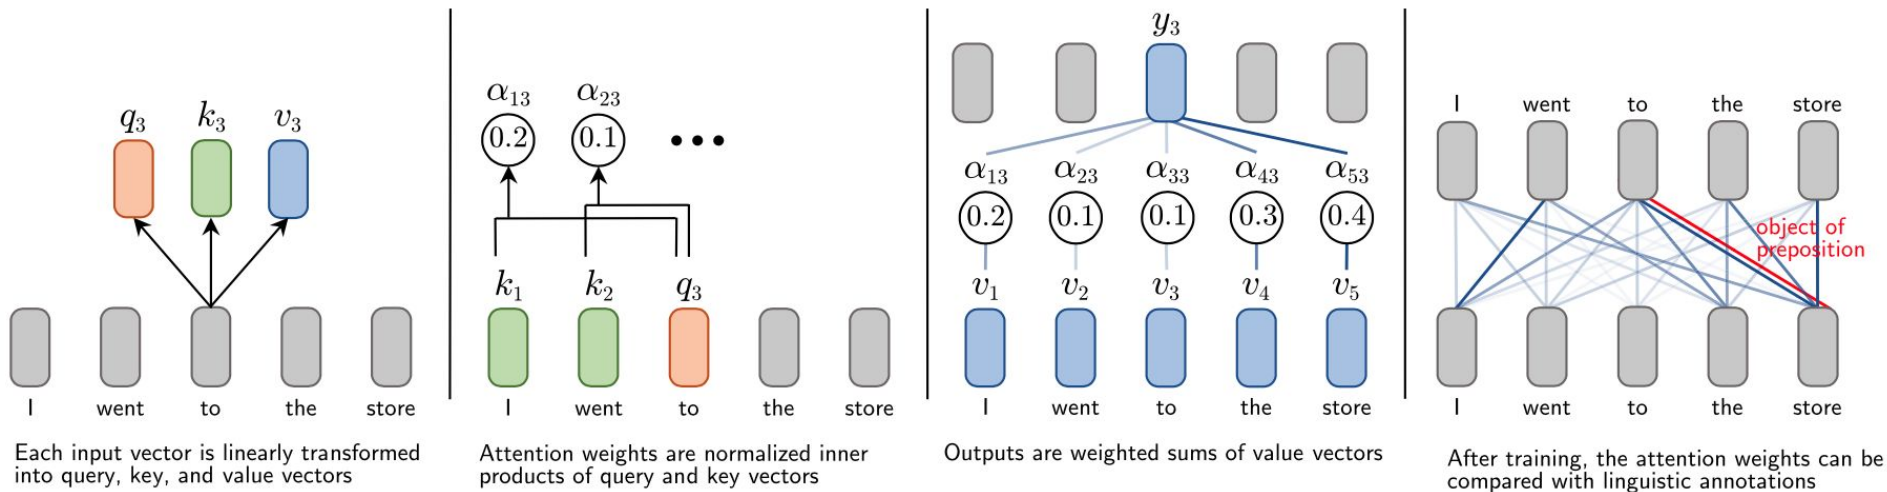 q₃ k₃ v₃
I went to the store
Each input vector is linearly transformed
into query, key, and value vectors
α₁₃ α₂₃
0.2 0.1 •••
k₁ k₂ q₃
I went to the store
Attention weights are normalized inner
products of query and key vectors
y₃
α₁₃ α₂₃ α₃₃ α₄₃ α₅₃
0.2 0.1 0.1 0.3 0.4
v₁ v₂ v₃ v₄ v₅
I went to the store
Outputs are weighted sums of value vectors
I went to the store
object of
preposition
I went to the store
After training, the attention weights can be
compared with linguistic annotations